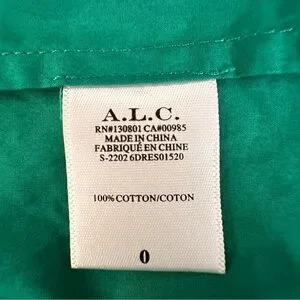 A.L.C.
RN#130801 CA#00985
MADE IN CHINA
FABRIQUÉ EN CHINE
S-2202 6DRES01520
100% COTTON/COTON
0